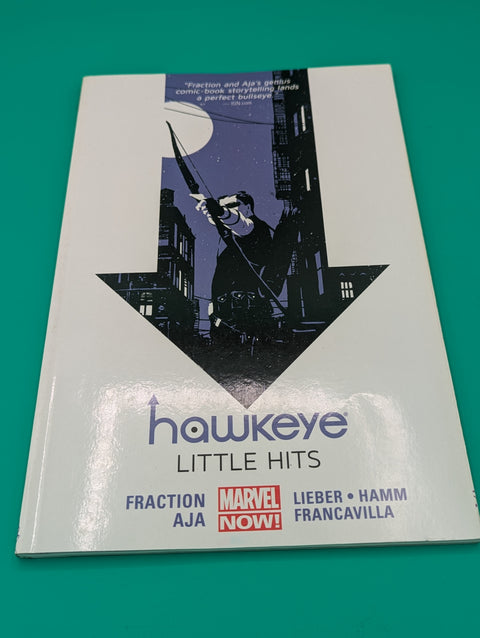 "Fraction and Aja's genius
comic-book storytelling lands
a perfect bullseye."
— IGN.com
hawkeye®
LITTLE HITS
FRACTION
AJA
MARVEL
NOW!
LIEBER • HAMM
FRANCAVILLA